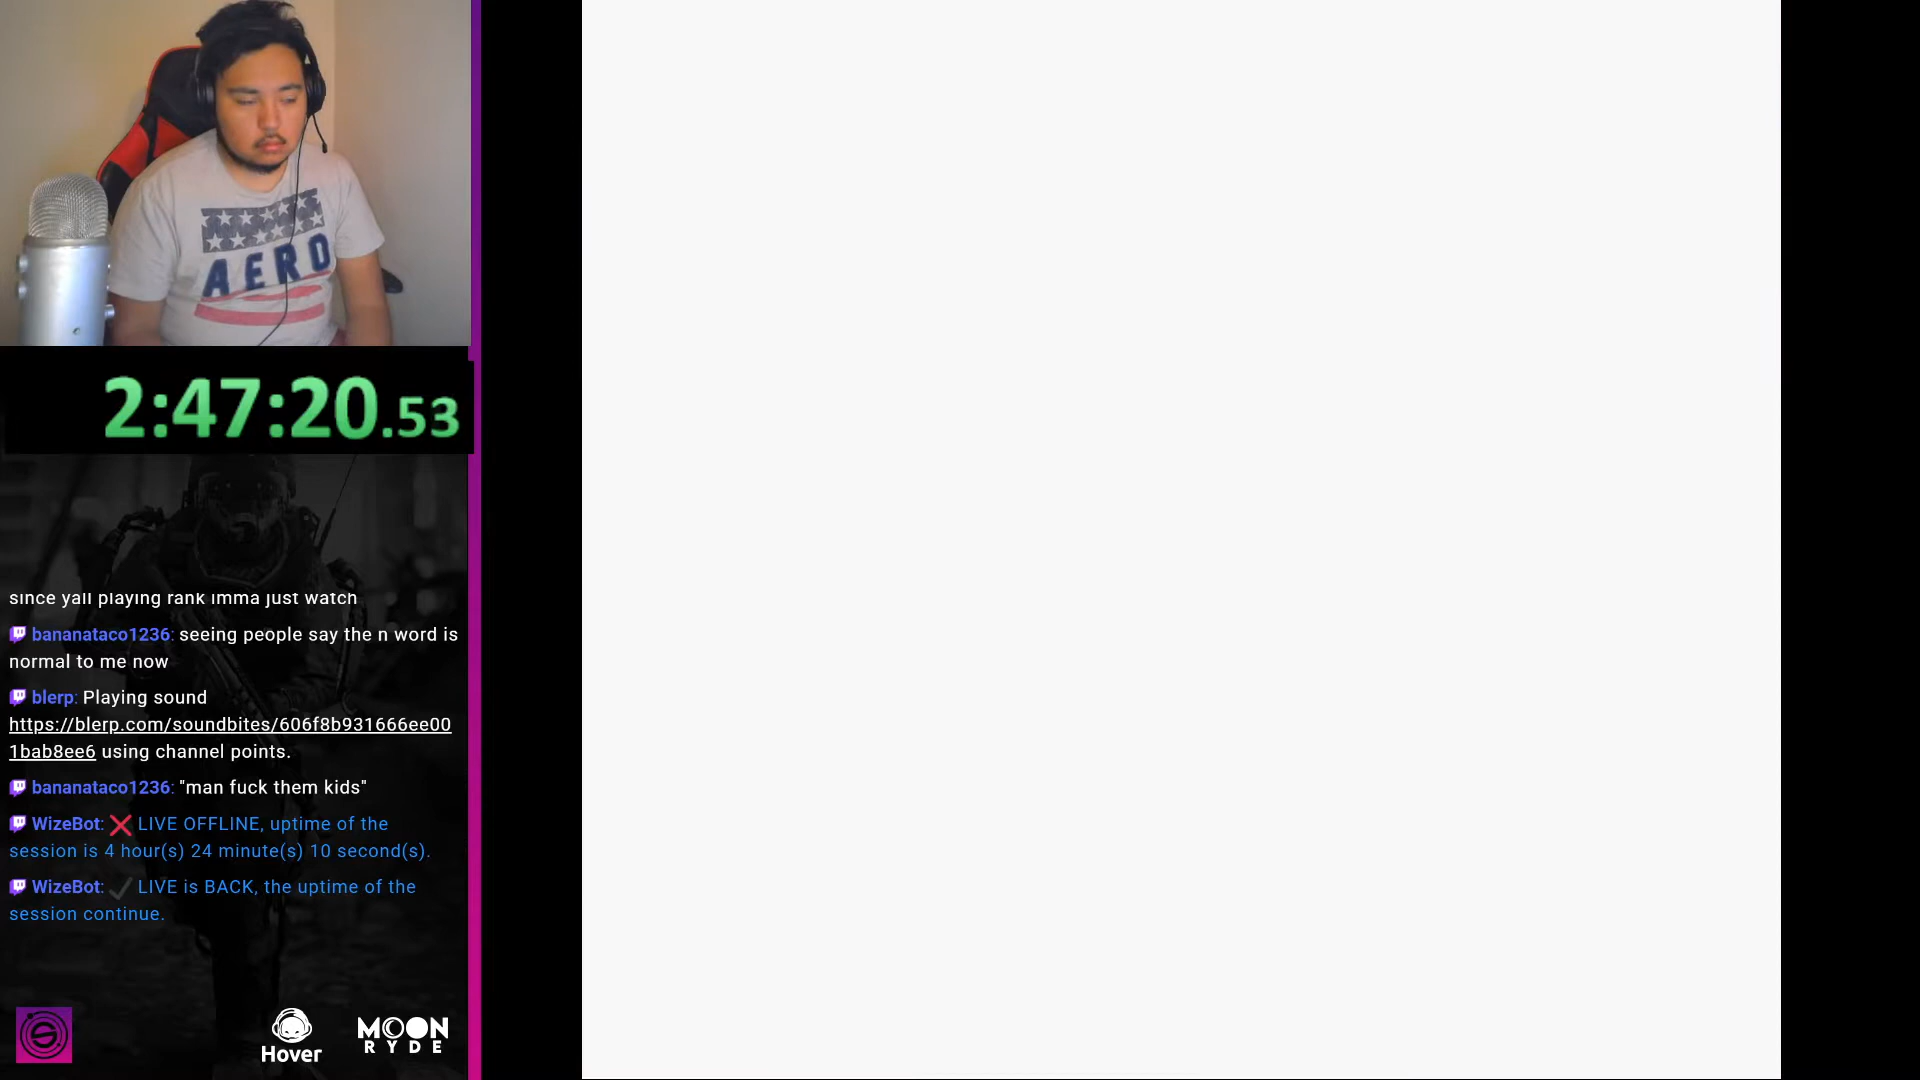 AERO
2:47:20.53
since yall playing rank imma just watch
bananataco1236: seeing people say the n word is
normal to me now
blerp: Playing sound
https://blerp.com/soundbites/606f8b931666ee00
1bab8ee6 using channel points.
bananataco1236: "man fuck them kids"
WizeBot: ❌ LIVE OFFLINE, uptime of the
session is 4 hour(s) 24 minute(s) 10 second(s).
WizeBot: ✔ LIVE is BACK, the uptime of the
session continue.
Hover
MOON
RYDE